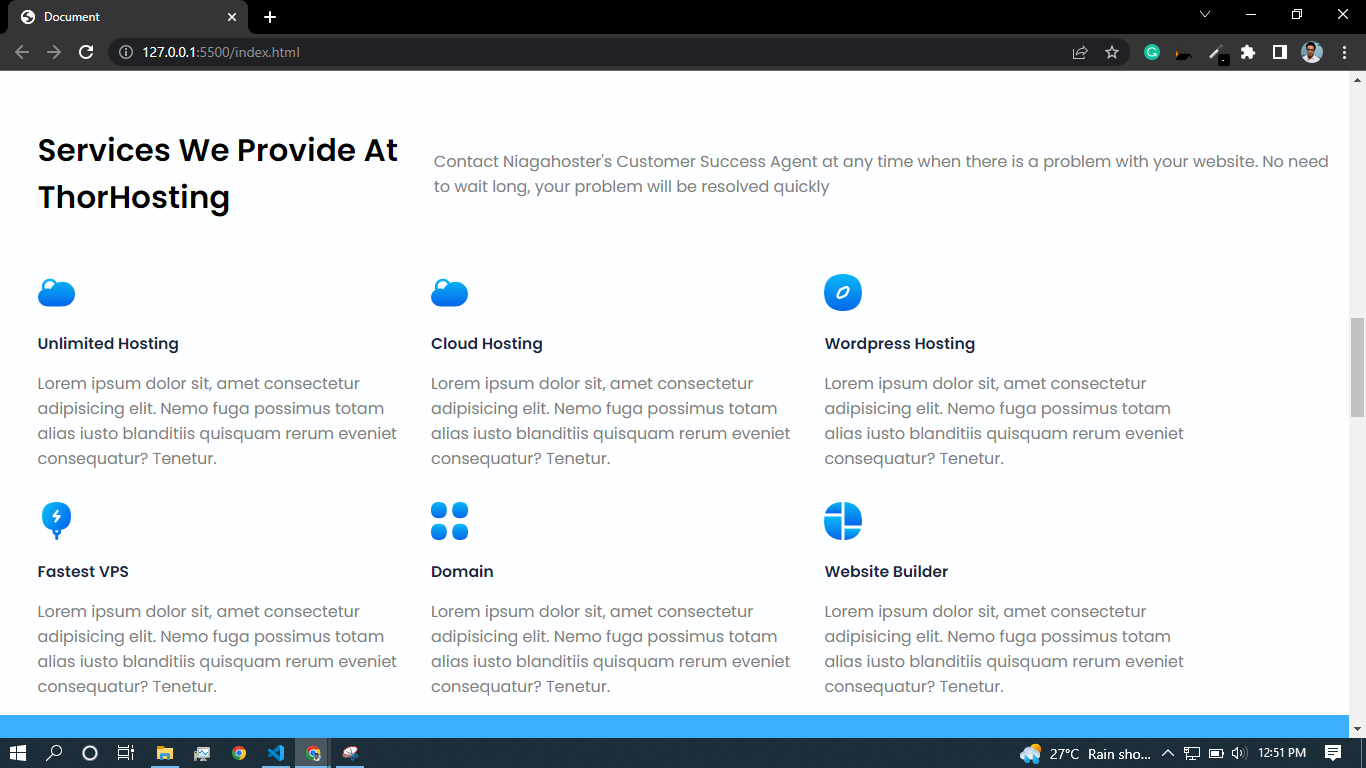 Document
127.0.0.1:5500/index.html
Services We Provide At
ThorHosting
Contact Niagahoster's Customer Success Agent at any time when there is a problem with your website. No need
to wait long, your problem will be resolved quickly
Unlimited Hosting
Lorem ipsum dolor sit, amet consectetur
adipisicing elit. Nemo fuga possimus totam
alias iusto blanditiis quisquam rerum eveniet
consequatur? Tenetur.
Cloud Hosting
Lorem ipsum dolor sit, amet consectetur
adipisicing elit. Nemo fuga possimus totam
alias iusto blanditiis quisquam rerum eveniet
consequatur? Tenetur.
Wordpress Hosting
Lorem ipsum dolor sit, amet consectetur
adipisicing elit. Nemo fuga possimus totam
alias iusto blanditiis quisquam rerum eveniet
consequatur? Tenetur.
Fastest VPS
Lorem ipsum dolor sit, amet consectetur
adipisicing elit. Nemo fuga possimus totam
alias iusto blanditiis quisquam rerum eveniet
consequatur? Tenetur.
Domain
Lorem ipsum dolor sit, amet consectetur
adipisicing elit. Nemo fuga possimus totam
alias iusto blanditiis quisquam rerum eveniet
consequatur? Tenetur.
Website Builder
Lorem ipsum dolor sit, amet consectetur
adipisicing elit. Nemo fuga possimus totam
alias iusto blanditiis quisquam rerum eveniet
consequatur? Tenetur.
27°C Rain sho... 12:51 PM